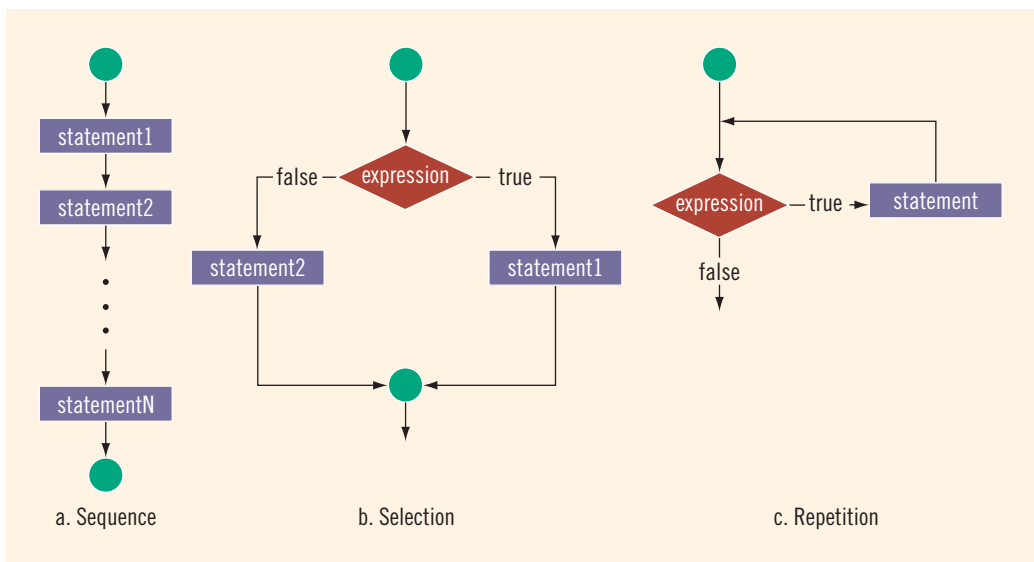 statement1
statement2
statementN
a. Sequence
false
expression
true
statement2
statement1
b. Selection
expression
true
statement
false
c. Repetition